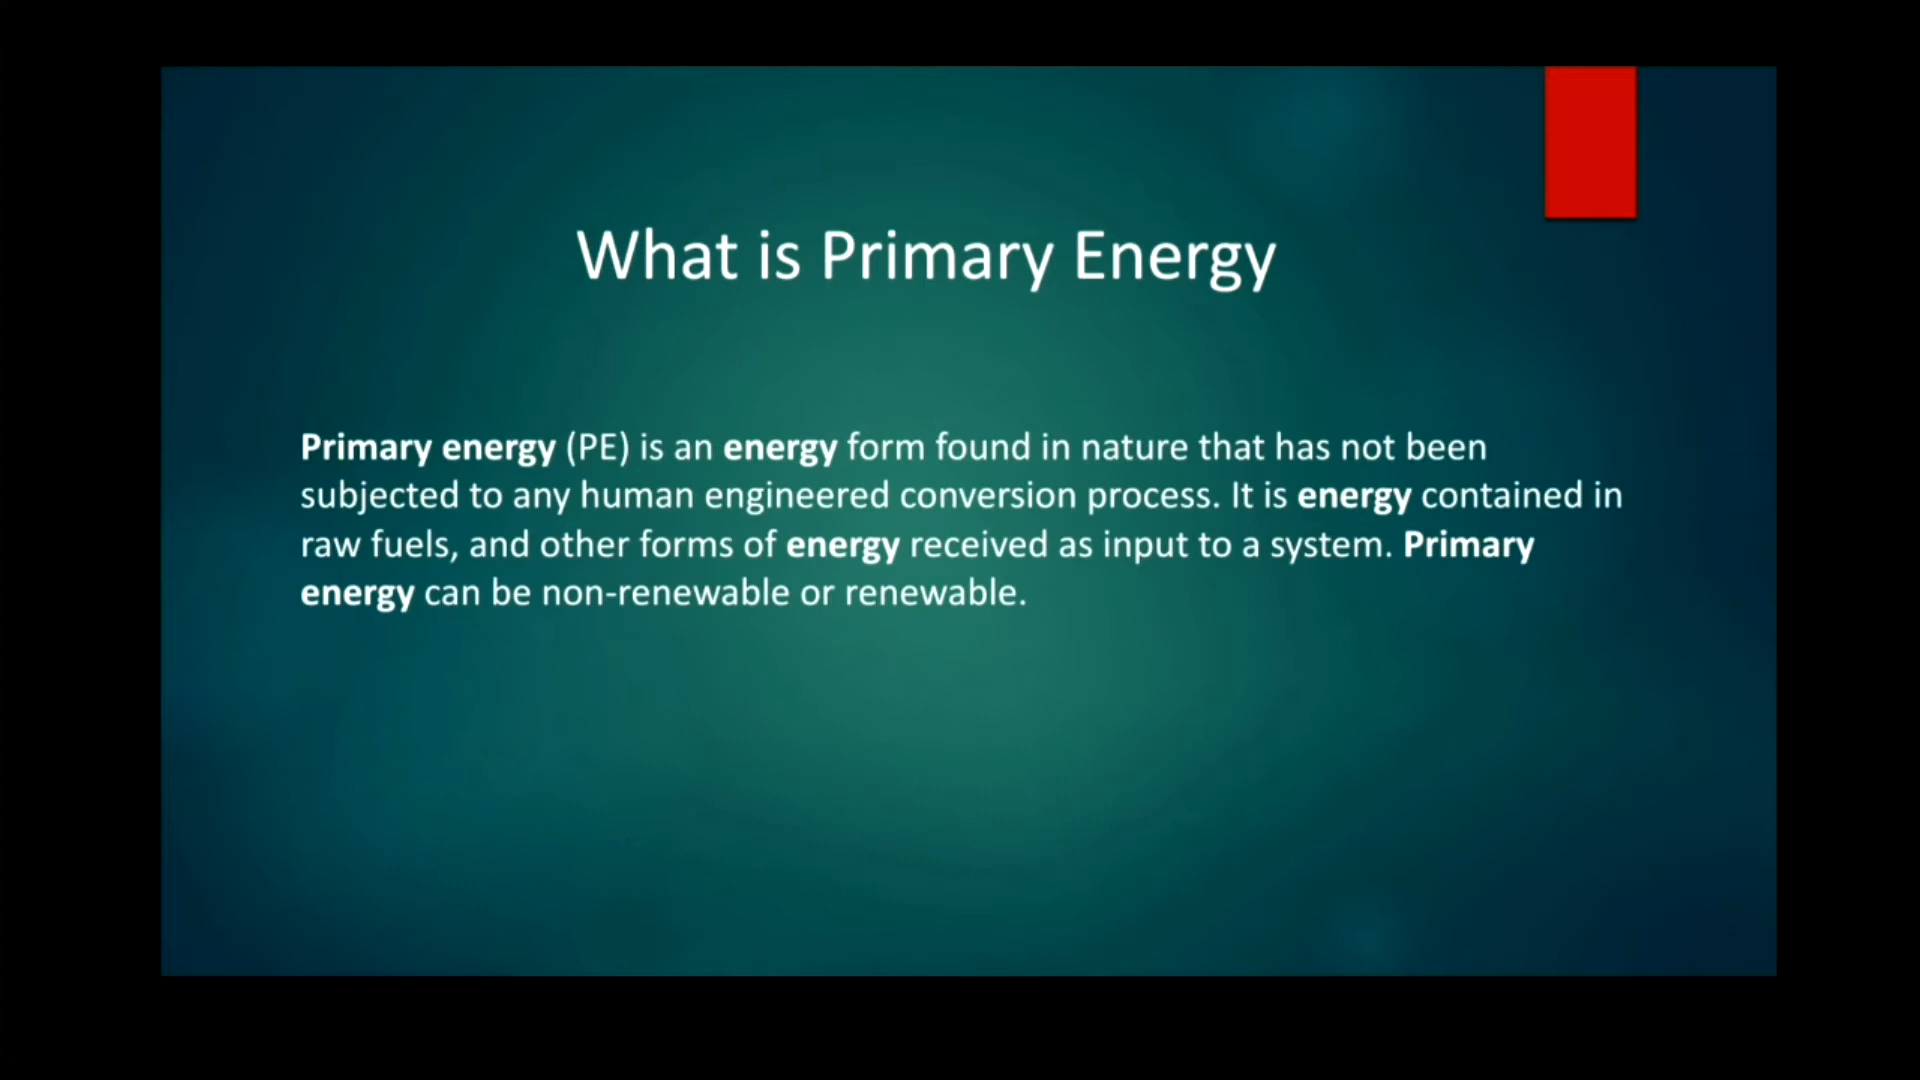 What is Primary Energy
Primary energy (PE) is an energy form found in nature that has not been
subjected to any human engineered conversion process. It is energy contained in
raw fuels, and other forms of energy received as input to a system. Primary
energy can be non-renewable or renewable.